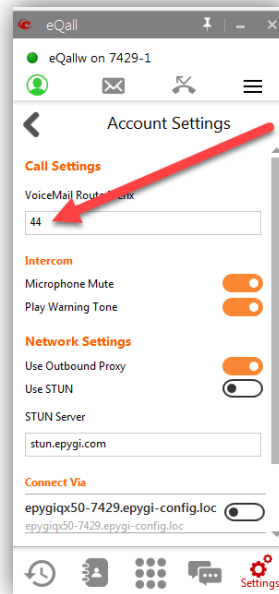 eQall
eQallw on 7429-1
Account Settings
Call Settings
VoiceMail Route
44
Intercom
Microphone Mute
Play Warning Tone
Network Settings
Use Outbound Proxy
Use STUN
STUN Server
stun.epygi.com
Connect Via
epygiqx50-7429.epygi-config.loc
epygiqx50-7429.epygi-config.loc
Settings